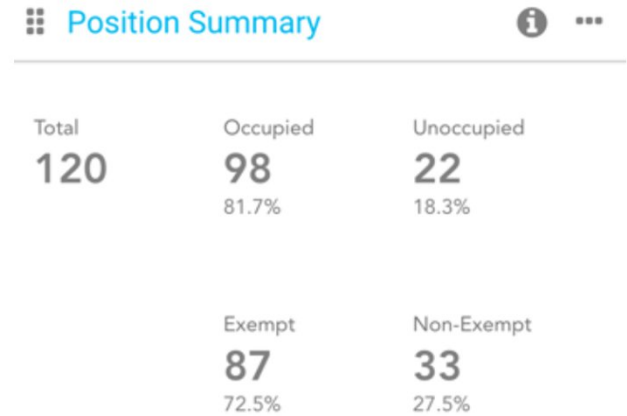 Position Summary
Total
120
Occupied
98
81.7%
Unoccupied
22
18.3%
Exempt
87
72.5%
Non-Exempt
33
27.5%